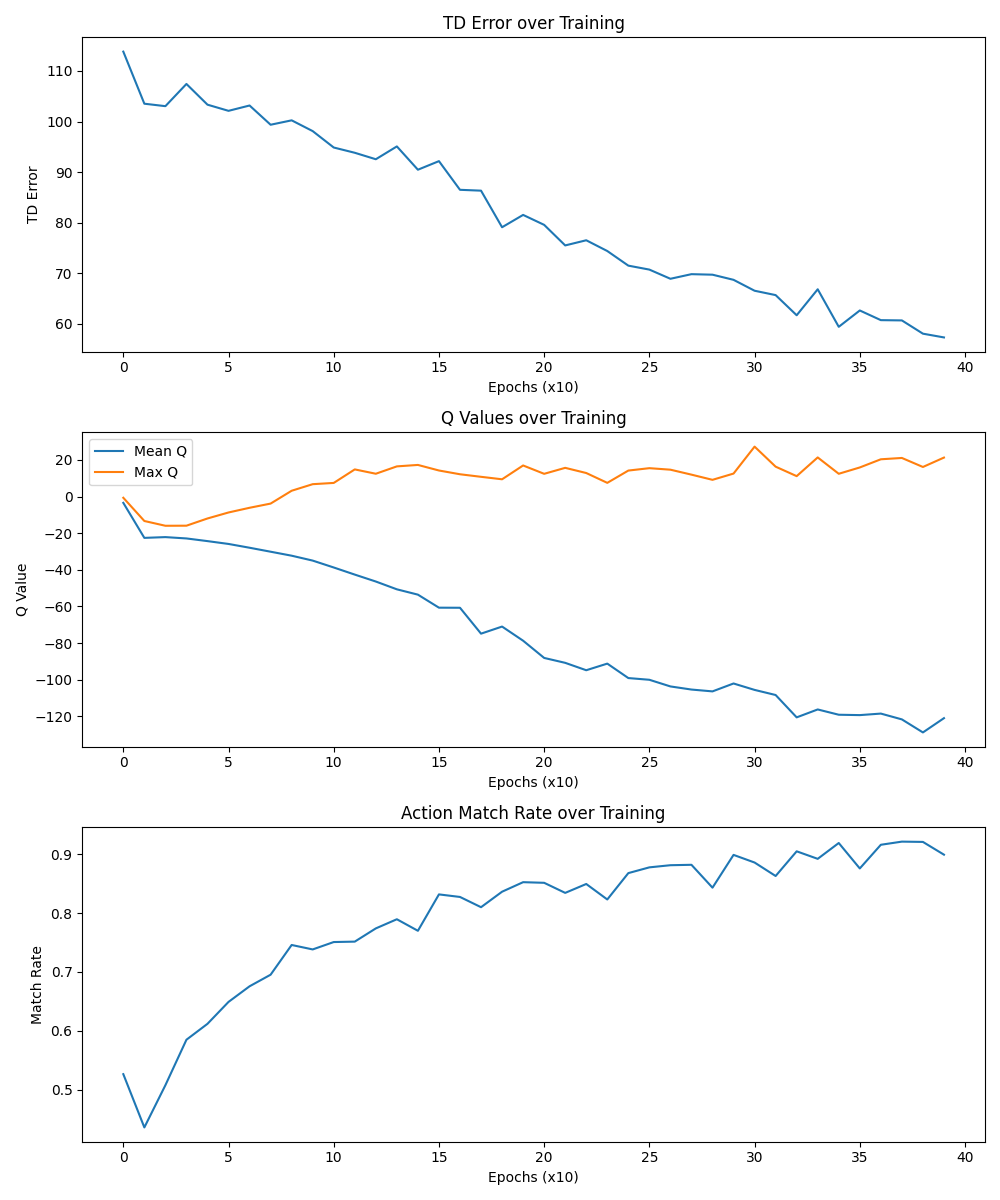 TD Error over Training
110
100
90
80
70
60
TD Error
0 5 10 15 20 25 30 35 40
Epochs (x10)
Q Values over Training
Mean Q
Max Q
20
0
−20
−40
−60
−80
−100
−120
Q Value
0 5 10 15 20 25 30 35 40
Epochs (x10)
Action Match Rate over Training
0.9
0.8
0.7
0.6
0.5
Match Rate
0 5 10 15 20 25 30 35 40
Epochs (x10)